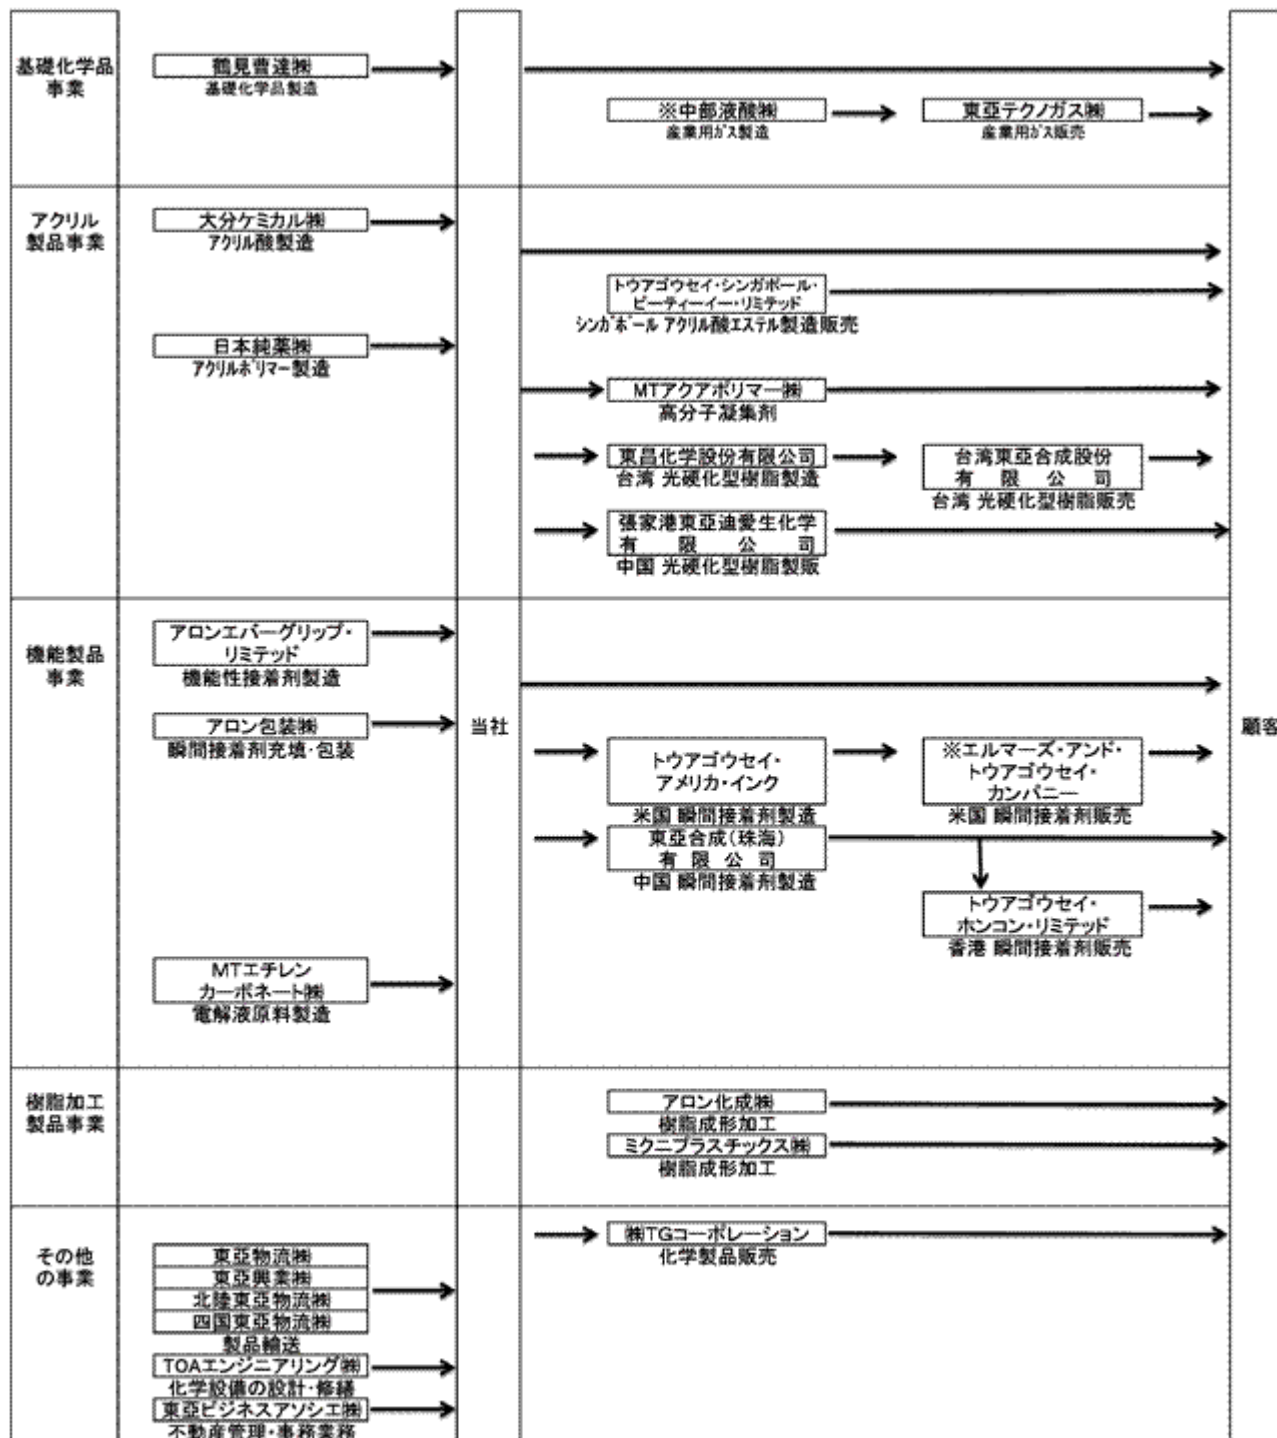 基礎化学品
事業
鶴見曹達㈱
基礎化学品製造
※中部液酸㈱
産業用ガス製造
東亞テクノガス㈱
産業用ガス販売
アクリル
製品事業
大分ケミカル㈱
アクリル酸製造
トウアゴウセイ・シンガポール・
ピーティーイー・リミテッド
シンガポール アクリル酸エステル製造販売
日本純薬㈱
アクリルポリマー製造
MTアクアポリマー㈱
高分子凝集剤
東昌化学股份有限公司
台湾 光硬化型樹脂製造
台湾東亞合成股份
有限公司
台湾 光硬化型樹脂販売
張家港東亞迪愛生化学
有限公司
中国 光硬化型樹脂製販
機能製品
事業
アロンエバーグリップ・
リミテッド
機能性接着剤製造
アロン包装㈱
瞬間接着剤充填・包装
当社
顧客
トウアゴウセイ・
アメリカ・インク
米国 瞬間接着剤製造
※エルマーズ・アンド・
トウアゴウセイ・
カンパニー
米国 瞬間接着剤販売
東亞合成(珠海)
有限公司
中国 瞬間接着剤製造
トウアゴウセイ・
ホンコン・リミテッド
香港 瞬間接着剤販売
MTエチレン
カーボネート㈱
電解液原料製造
樹脂加工
製品事業
アロン化成㈱
樹脂成形加工
ミクニプラスチックス㈱
樹脂成形加工
その他
の事業
㈱TGコーポレーション
化学製品販売
東亞物流㈱
東亞興業㈱
北陸東亞物流㈱
四国東亞物流㈱
製品輸送
TOAエンジニアリング㈱
化学設備の設計・修繕
東亞ビジネスアソシエ㈱
不動産管理・事務業務